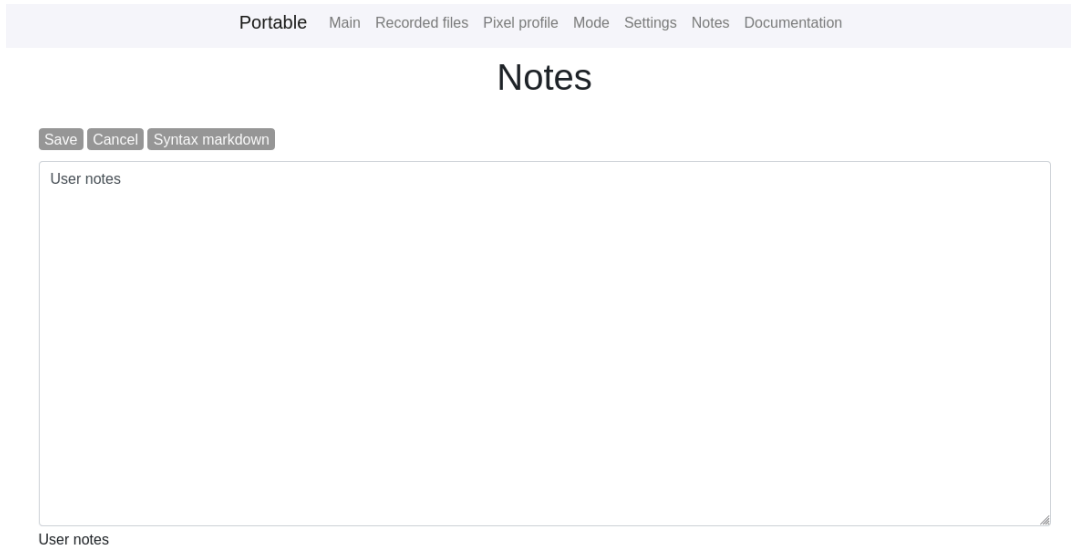 Portable Main Recorded files Pixel profile Mode Settings Notes Documentation
Notes
Save Cancel Syntax markdown
User notes
User notes